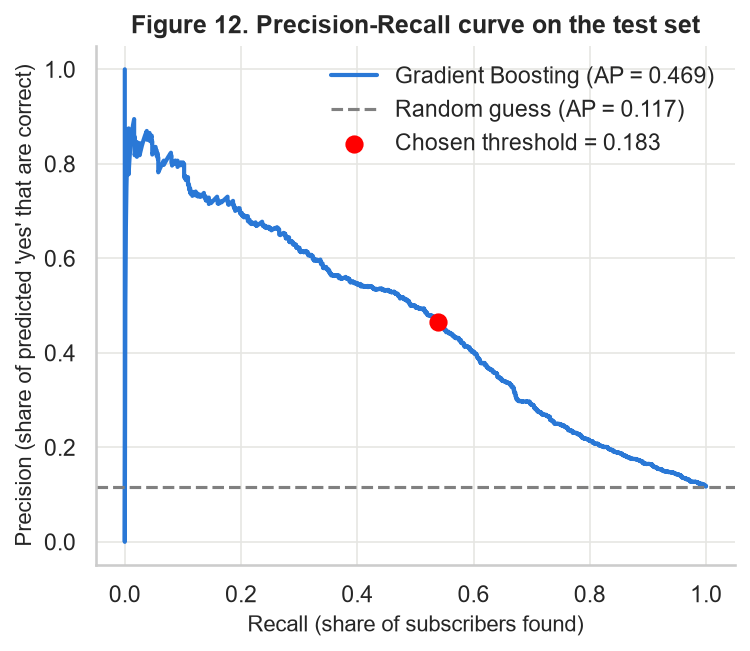 Figure 12. Precision-Recall curve on the test set
Gradient Boosting (AP = 0.469)
Random guess (AP = 0.117)
Chosen threshold = 0.183
Precision (share of predicted 'yes' that are correct)
1.0
0.8
0.6
0.4
0.2
0.0
0.0 0.2 0.4 0.6 0.8 1.0
Recall (share of subscribers found)